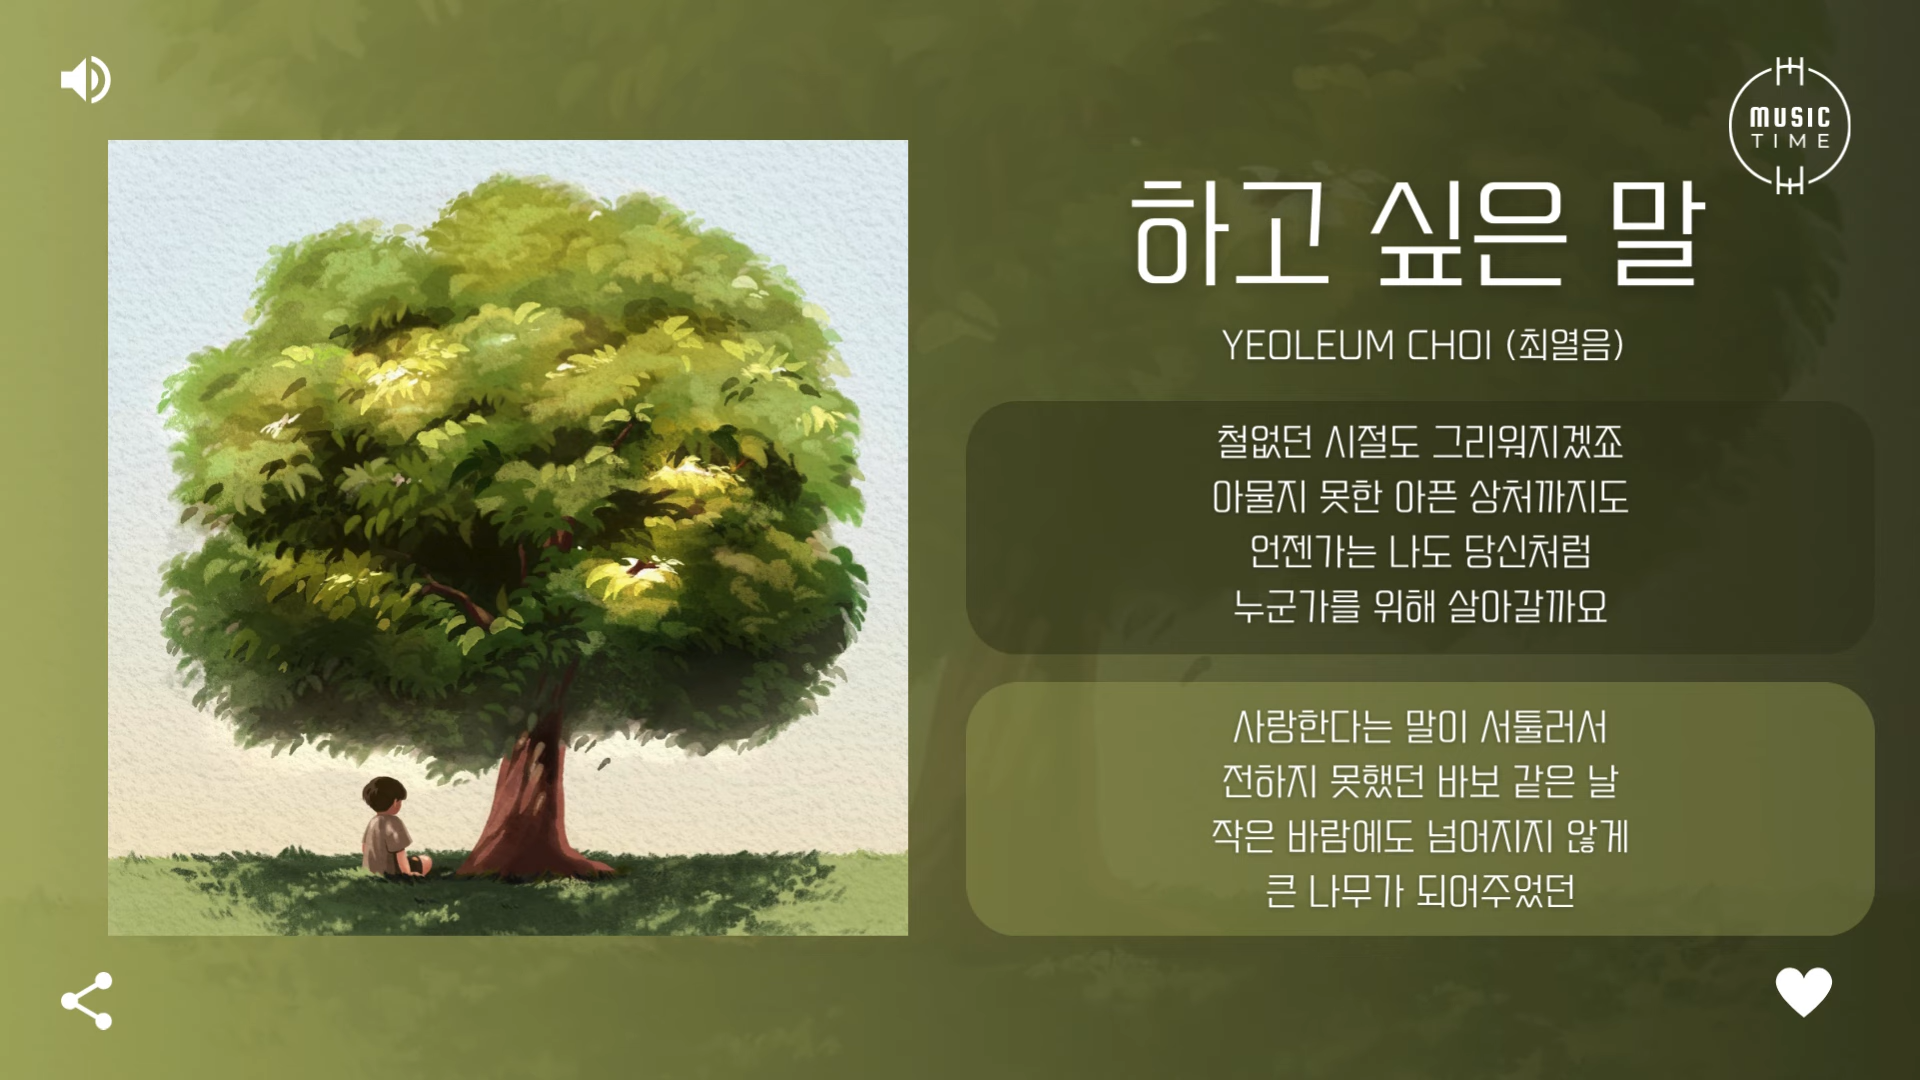 MUSIC
TIME
하고 싶은 말
YEOLEUM CHOI (최열음)
철없던 시절도 그리워지겠죠
아물지 못한 아픈 상처까지도
언젠가는 나도 당신처럼
누군가를 위해 살아갈까요
사랑한다는 말이 서툴러서
전하지 못했던 바보 같은 날
작은 바람에도 넘어지지 않게
큰 나무가 되어주었던